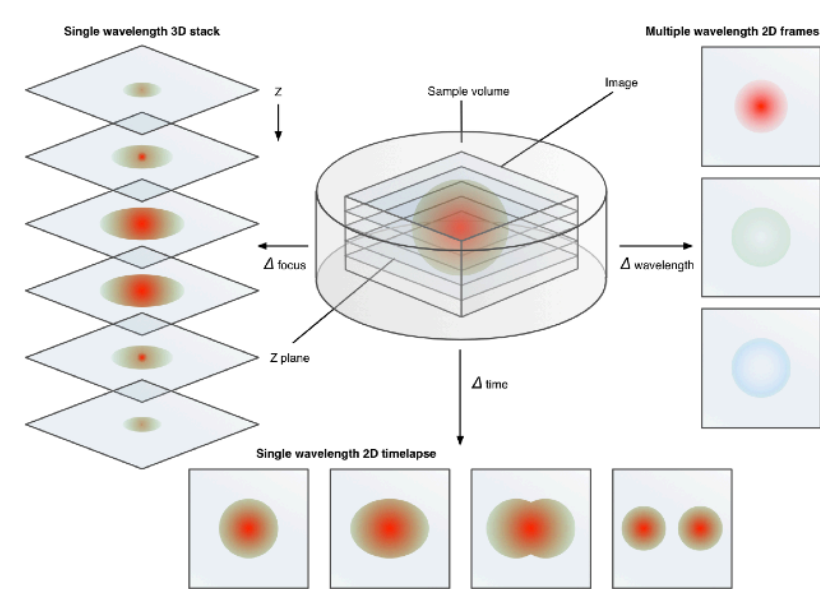 Single wavelength 3D stack
Multiple wavelength 2D frames
Z
Sample volume
Image
Δ focus
Δ wavelength
Z plane
Δ time
Single wavelength 2D timelapse